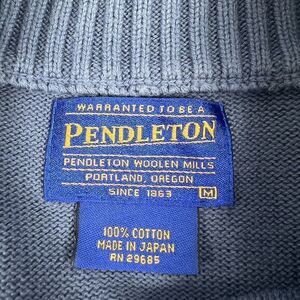 WARRANTED TO BE A
PENDLETON
PENDLETON WOOLEN MILLS
PORTLAND, OREGON
SINCE 1863 M
100% COTTON
MADE IN JAPAN
RN 29685